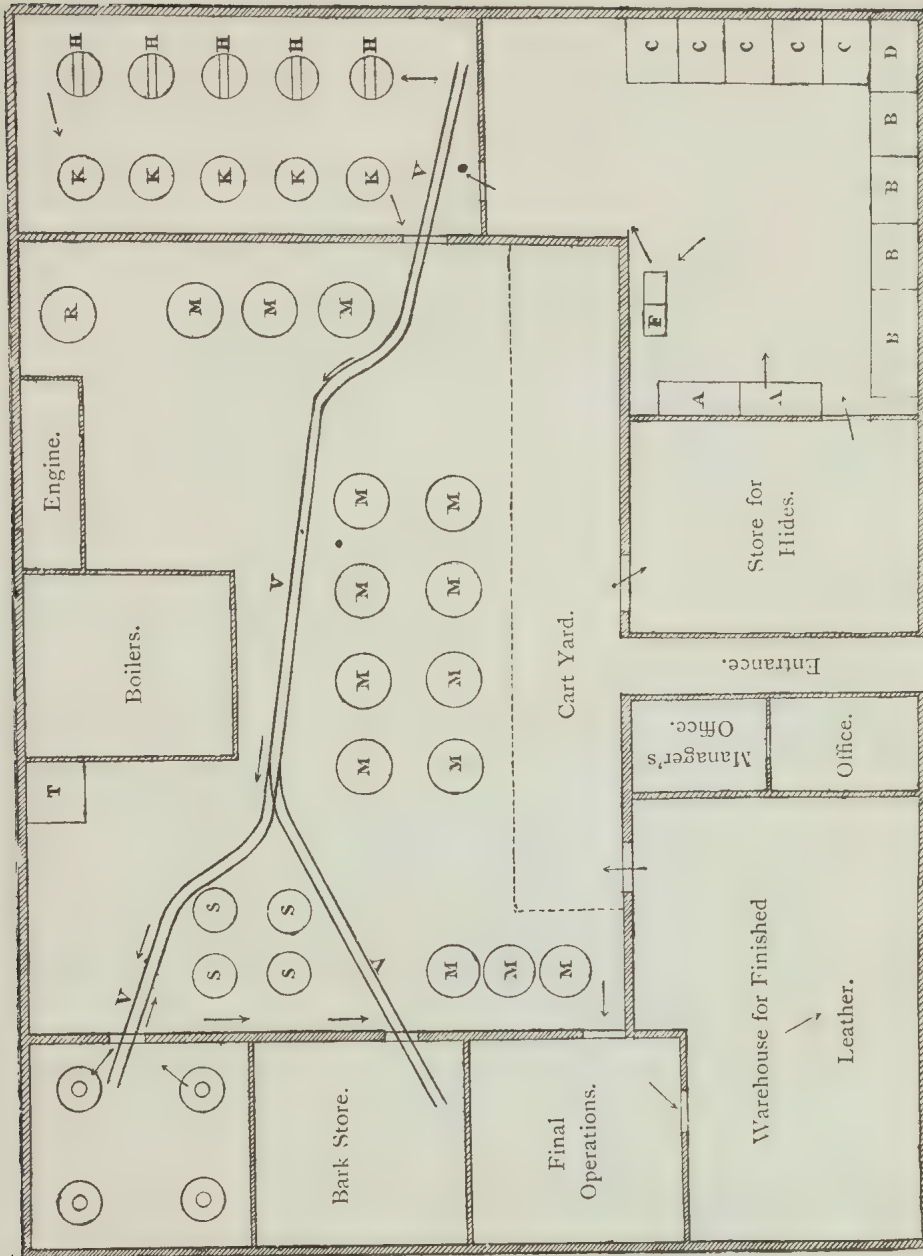 T
Engine.
R
K H
K H
K H
K H
K H
V
Boilers.
M
M
M
S S
S S
V
V
V
Bark Store.
M M M M
M M M M
M
M
M
Final
Operations.
Cart Yard.
Manager's
Office.
Entrance.
Office.
Store for
Hides.
Warehouse for Finished
Leather.
A
A
F
C
C
C
C
C
B B B B D